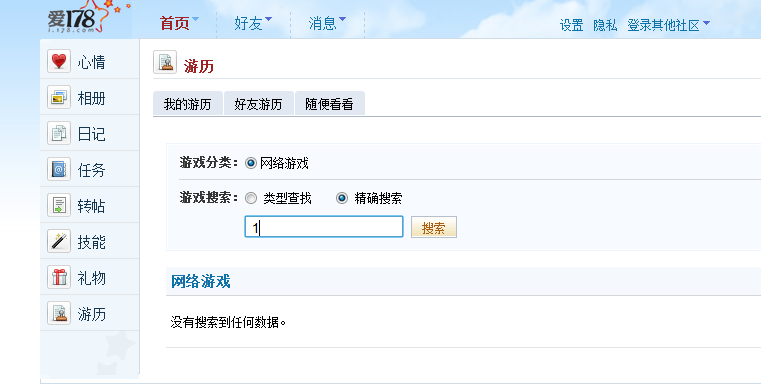 爱178
i.178.com
首页 好友 消息
设置 隐私 登录其他社区
心情
相册
日记
任务
转帖
技能
礼物
游历
游历
我的游历 好友游历 随便看看
游戏分类： 网络游戏
游戏搜索： 类型查找 精确搜索
1 搜索
网络游戏
没有搜索到任何数据。